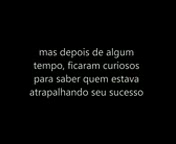 mas depois de algum
tempo, ficaram curiosos
para saber quem estava
atrapalhando seu sucesso